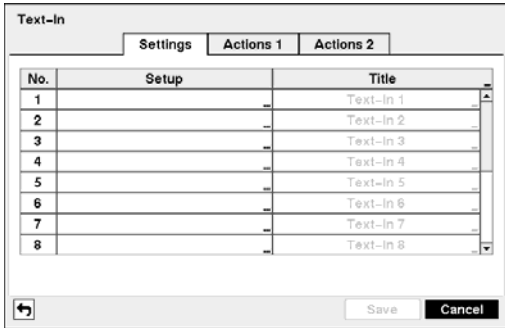 Text-In
Settings Actions 1 Actions 2
No. Setup Title ...
1 ... Text-In 1 ...
2 ... Text-In 2 ...
3 ... Text-In 3 ...
4 ... Text-In 4 ...
5 ... Text-In 5 ...
6 ... Text-In 6 ...
7 ... Text-In 7 ...
8 ... Text-In 8 ...
Save Cancel